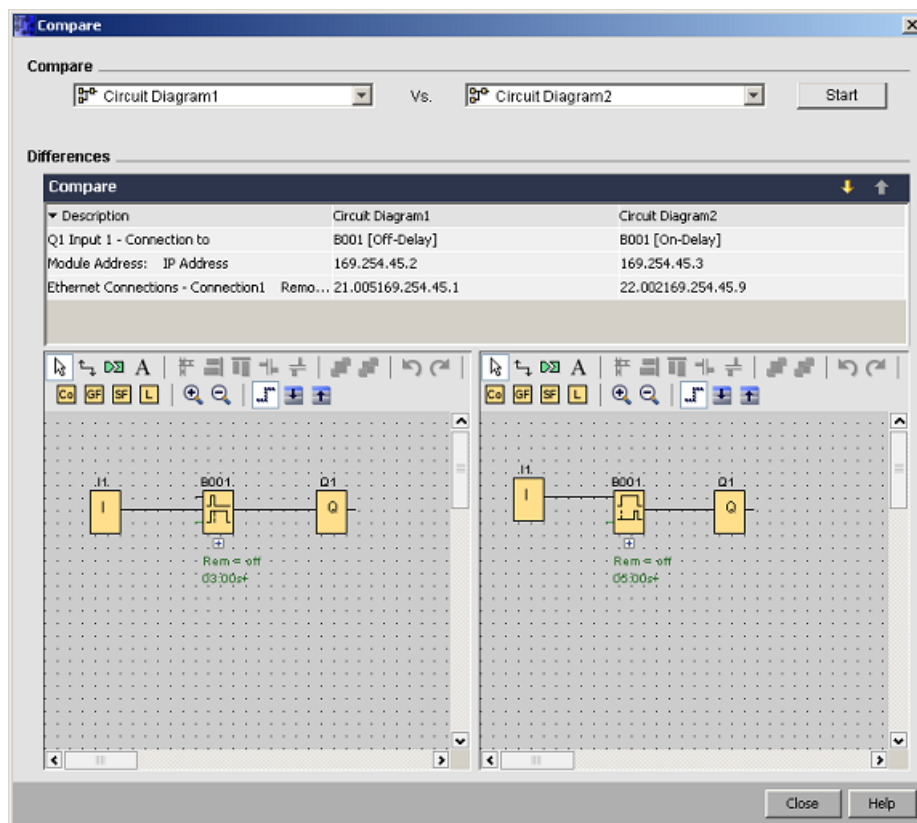 Compare
Compare
Circuit Diagram1 Vs. Circuit Diagram2 Start
Differences
Compare
Description Circuit Diagram1 Circuit Diagram2
Q1 Input 1 - Connection to B001 [Off-Delay] B001 [On-Delay]
Module Address: IP Address 169.254.45.2 169.254.45.3
Ethernet Connections - Connection1 Remo... 21.005169.254.45.1 22.002169.254.45.9
A A
Co GF SF L Co GF SF L
I1 B001 Q1 I1 B001 Q1
I Q I Q
Rem = off Rem = off
03:00s+ 05:00s+
Close Help